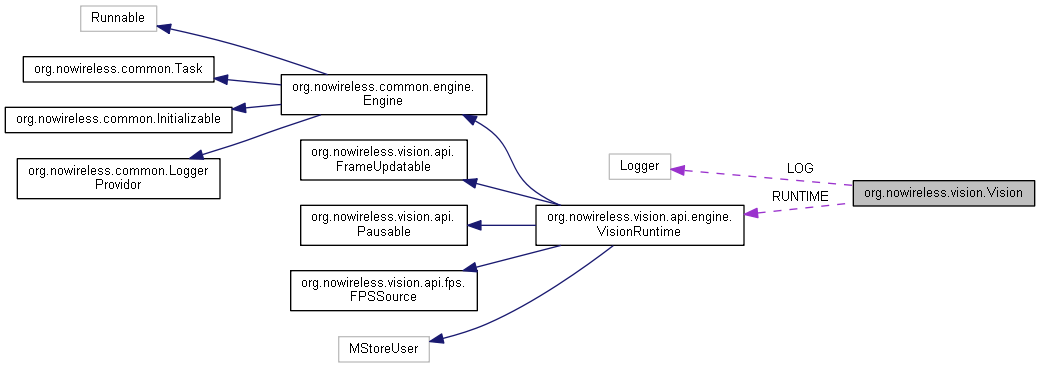 Runnable
org.nowireless.common.Task
org.nowireless.common.Initializable
org.nowireless.common.Logger
Providor
org.nowireless.common.engine.
Engine
org.nowireless.vision.api.
FrameUpdatable
org.nowireless.vision.api.
Pausable
org.nowireless.vision.api.fps.
FPSSource
MStoreUser
Logger
org.nowireless.vision.api.engine.
VisionRuntime
LOG
RUNTIME
org.nowireless.vision.Vision